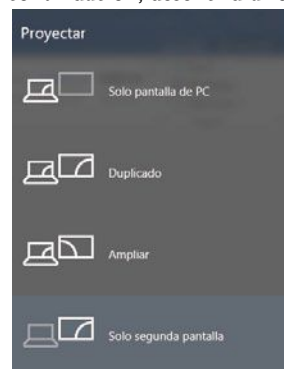 Proyectar
Solo pantalla de PC
Duplicado
Ampliar
Solo segunda pantalla